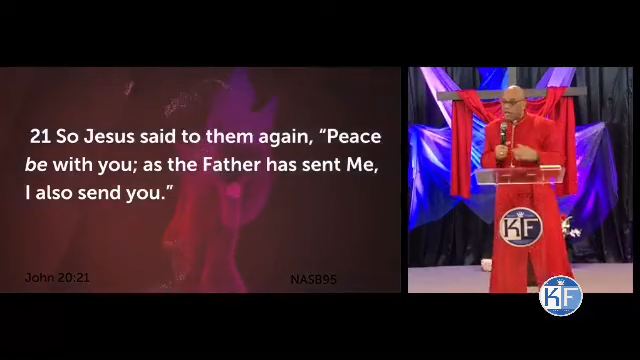 21 So Jesus said to them again, “Peace
be with you; as the Father has sent Me,
I also send you.”
John 20:21
NASB95
KF
KF